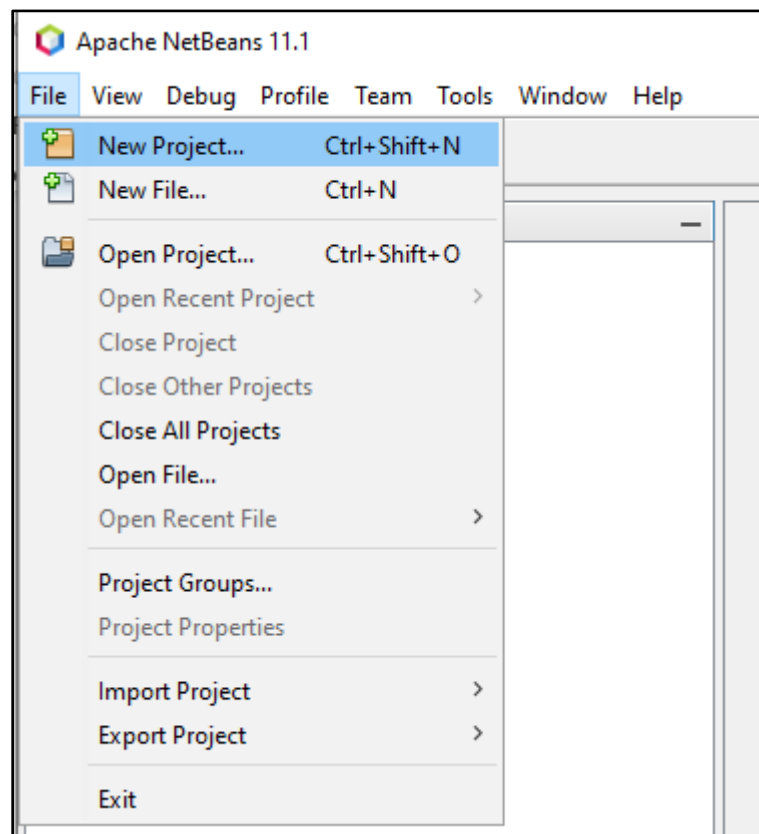 Apache NetBeans 11.1
File View Debug Profile Team Tools Window Help
New Project... Ctrl+Shift+N
New File... Ctrl+N
Open Project... Ctrl+Shift+O
Open Recent Project
Close Project
Close Other Projects
Close All Projects
Open File...
Open Recent File
Project Groups...
Project Properties
Import Project
Export Project
Exit